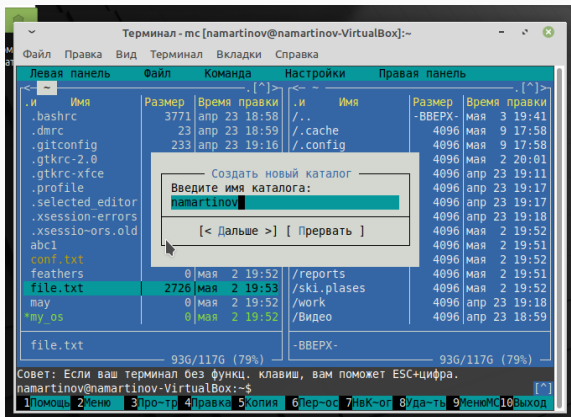 Терминал - mc [namartinov@namartinov-VirtualBox]:~
Файл Правка Вид Терминал Вкладки Справка
Левая панель Файл Команда Настройки Правая панель
<- ~ .[^]> <- ~ .[^]>
.и Имя Размер Время правки .и Имя Размер Время правки
.bashrc 3771 апр 23 18:58 /.. -ВВЕРХ- мая 3 19:41
.dmrc 23 апр 23 18:59 /.cache 4096 мая 9 17:58
.gitconfig 233 апр 23 19:16 /.config 4096 мая 9 17:58
.gtkrc-2.0 4096 мая 2 20:01
.gtkrc-xfce 4096 апр 23 19:11
.profile 4096 апр 23 19:17
.selected_editor 4096 апр 23 19:17
.xsession-errors 4096 апр 23 19:18
.xsessio~ors.old 4096 мая 2 19:52
abc1 4096 мая 2 19:51
conf.txt 4096 мая 2 19:52
feathers 0 мая 2 19:52 /reports 4096 мая 2 19:51
file.txt 2726 мая 2 19:53 /ski.plases 4096 мая 2 19:52
may 0 мая 2 19:52 /work 4096 апр 23 19:18
*my_os 0 мая 2 19:52 /Видео 4096 апр 23 18:59
Создать новый каталог
Введите имя каталога:
namartinov
[< Дальше >] [ Прервать ]
file.txt -ВВЕРХ-
93G/117G (79%) 93G/117G (79%)
Совет: Если ваш терминал без функц. клавиш, вам поможет ESC+цифра.
namartinov@namartinov-VirtualBox:~$ [^]
1Помощь 2Меню 3Про~тр 4Правка 5Копия 6Пер~ос 7НвК~ог 8Уда~ть 9МенюMC 10Выход